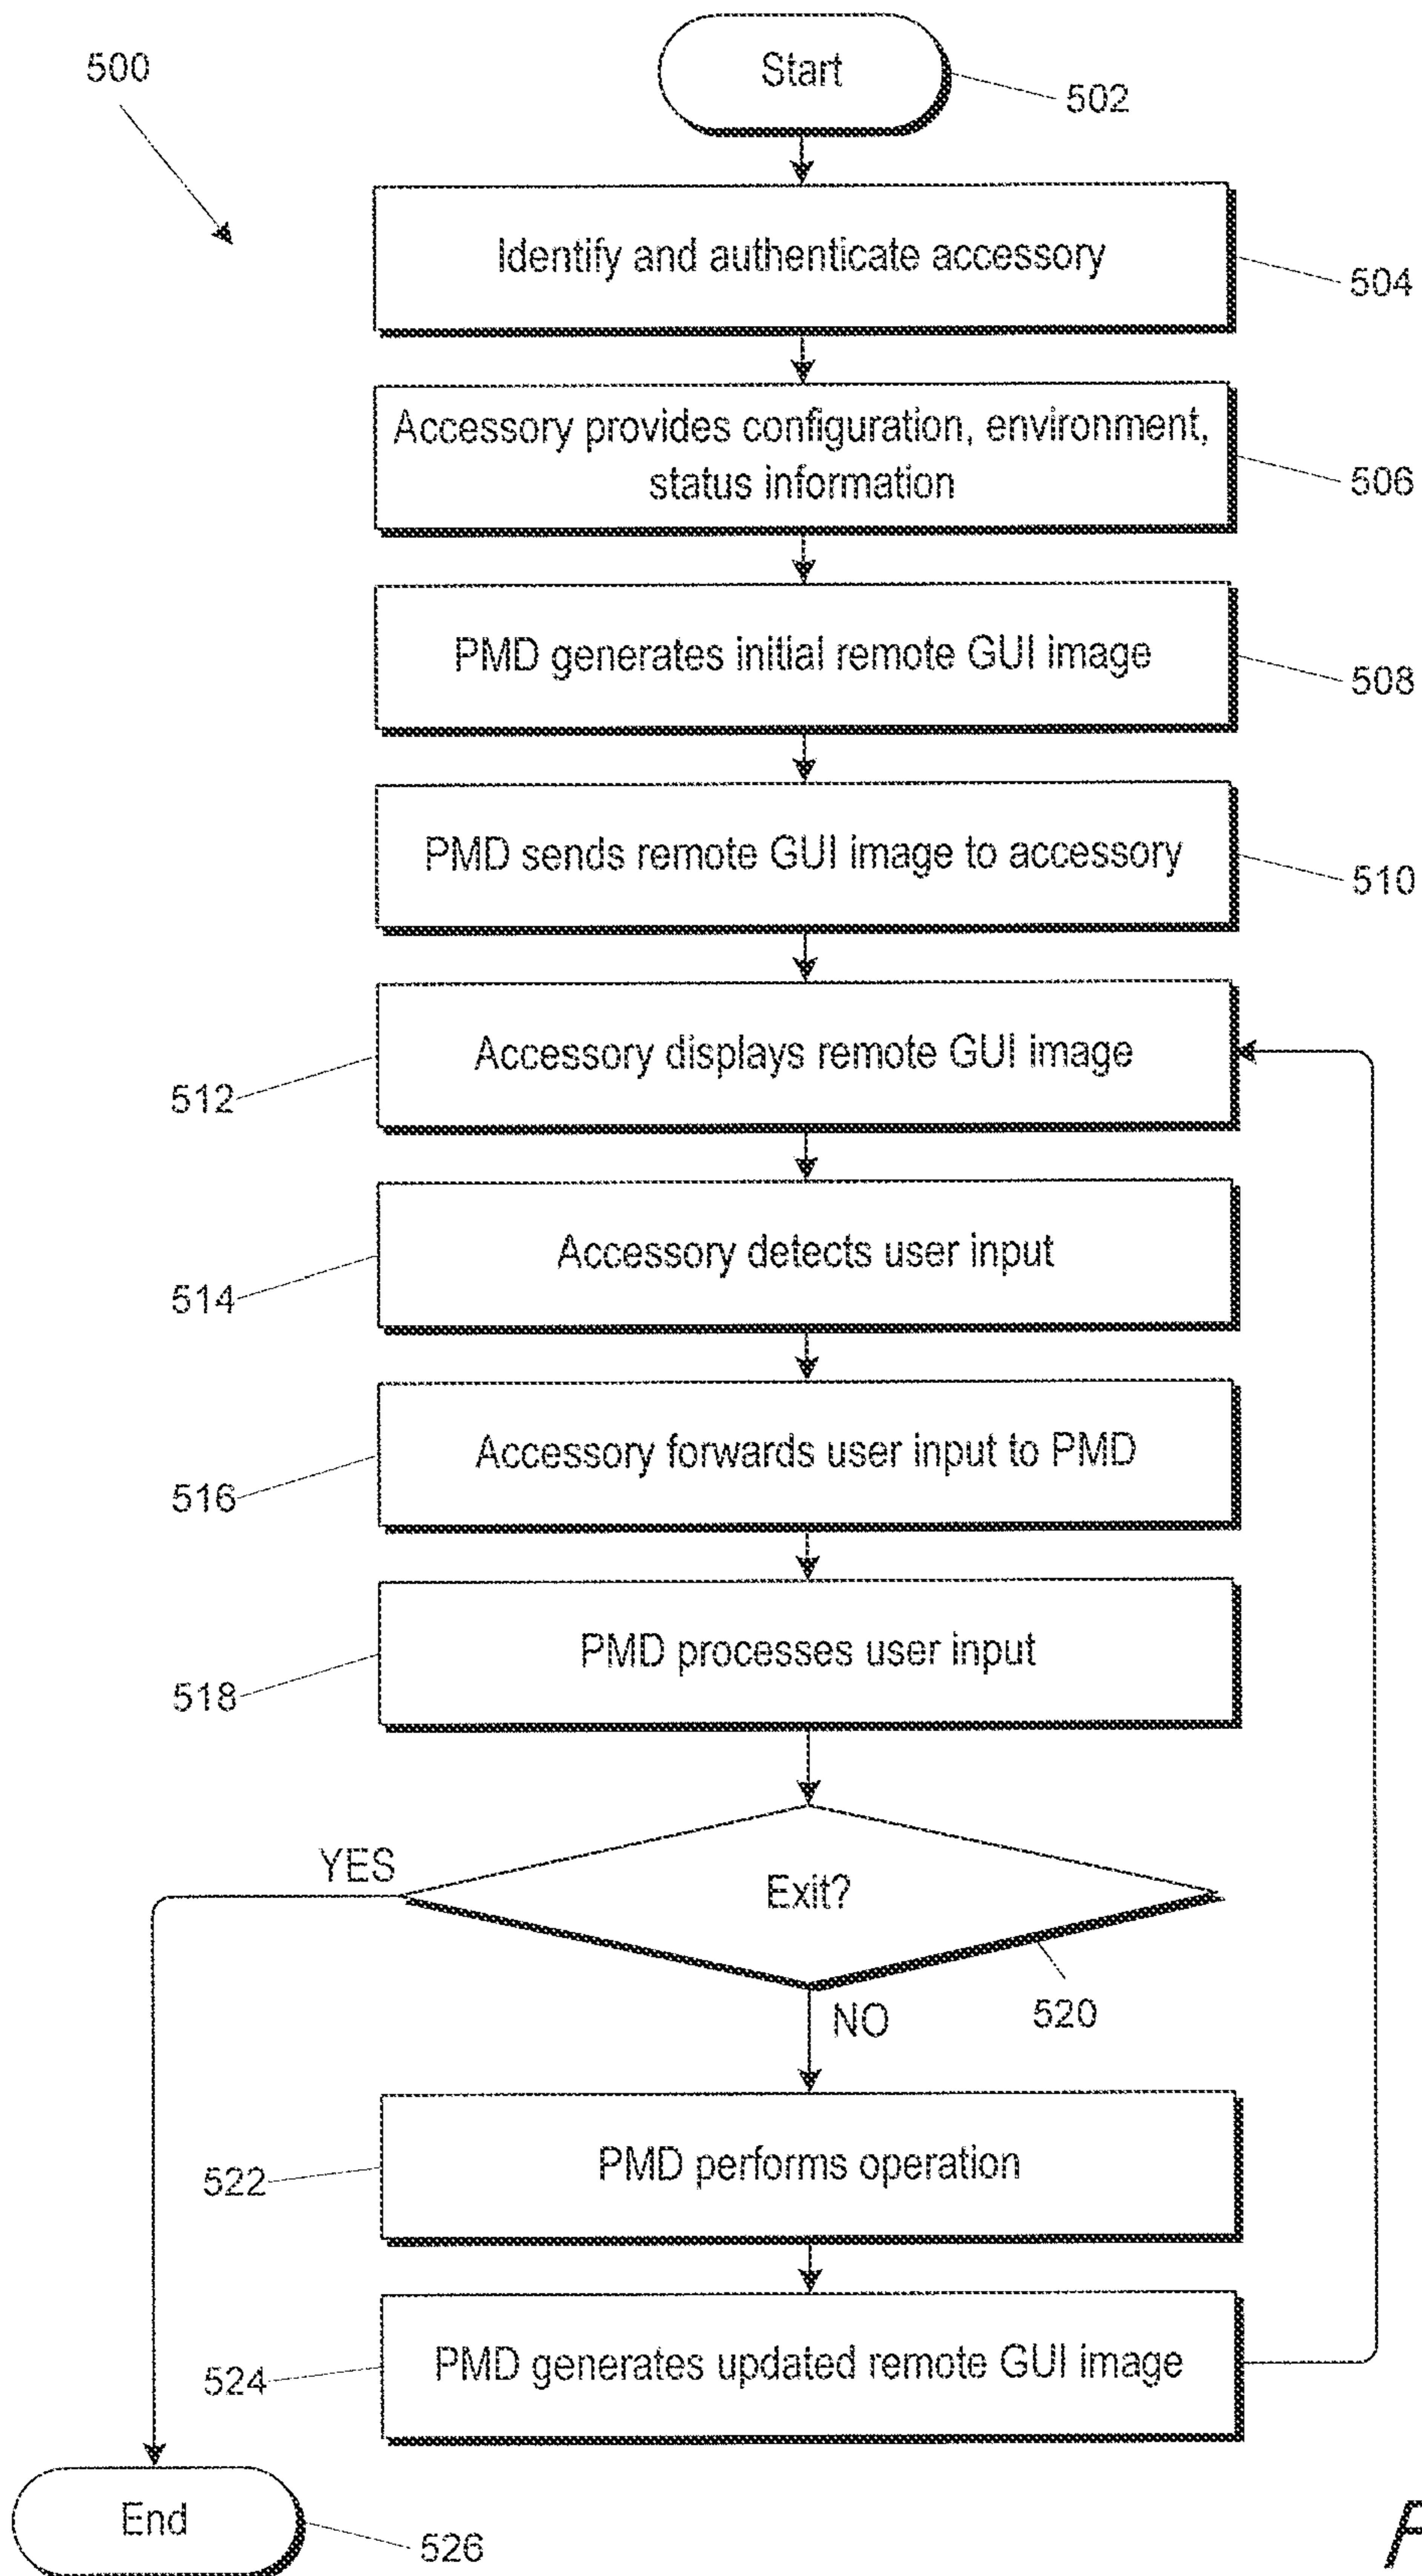 500
Start
502
Identify and authenticate accessory
504
Accessory provides configuration, environment,
status information
506
PMD generates initial remote GUI image
508
PMD sends remote GUI image to accessory
510
Accessory displays remote GUI image
512
Accessory detects user input
514
Accessory forwards user input to PMD
516
PMD processes user input
518
YES
Exit?
520
NO
PMD performs operation
522
PMD generates updated remote GUI image
524
End
526